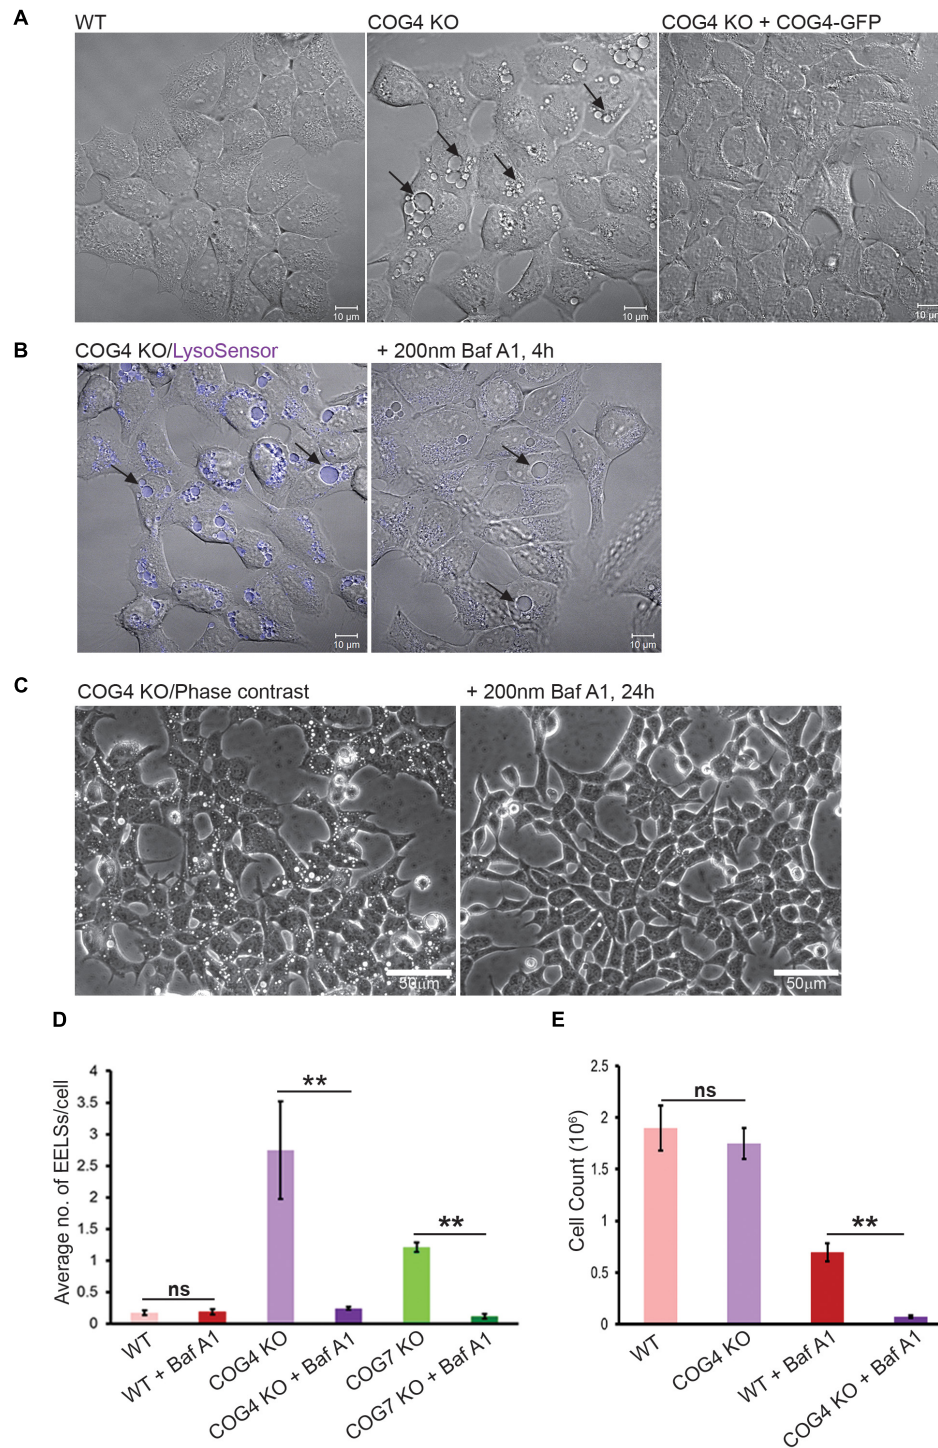 A
WT
COG4 KO
COG4 KO + COG4-GFP
10 µm
10 µm
10 µm
B
COG4 KO/LysoSensor
+ 200nm Baf A1, 4h
10 µm
10 µm
C
COG4 KO/Phase contrast
+ 200nm Baf A1, 24h
50µm
50µm
D
Average no. of EELSs/cell
4
3.5
3
2.5
2
1.5
1
0.5
0
ns
**
**
WT
WT + Baf A1
COG4 KO
COG4 KO + Baf A1
COG7 KO
COG7 KO + Baf A1
E
Cell Count (10⁶)
2.5
2
1.5
1
0.5
0
ns
**
WT
COG4 KO
WT + Baf A1
COG4 KO + Baf A1